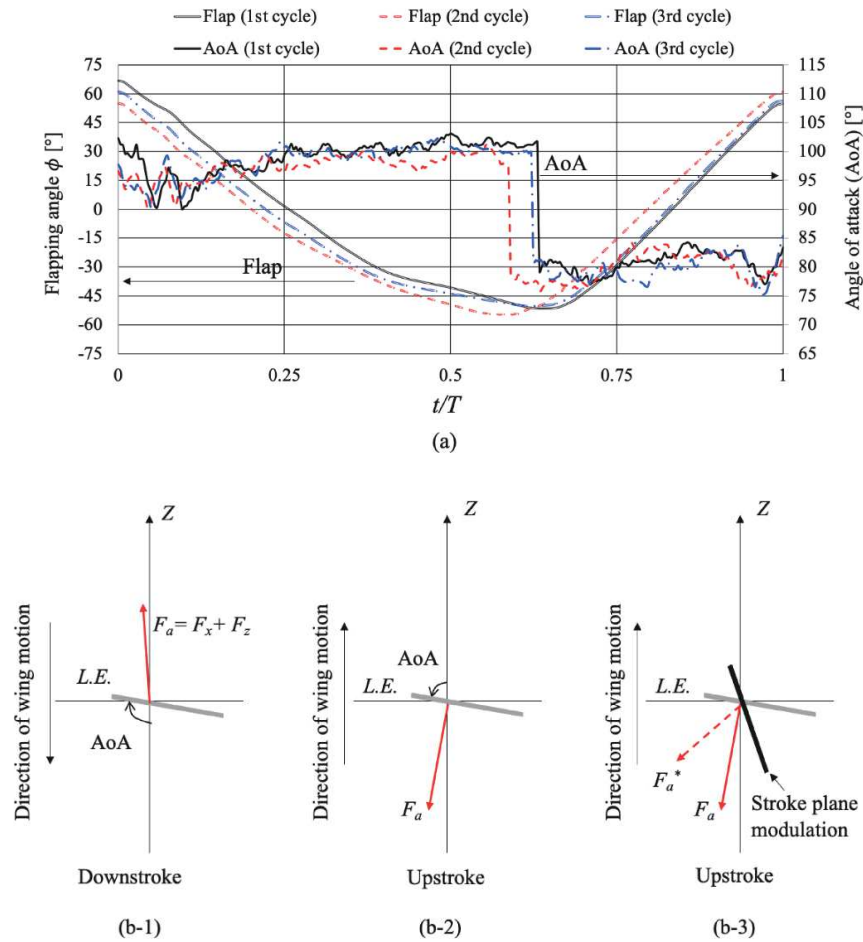 Flap (1st cycle) Flap (2nd cycle) Flap (3rd cycle)
AoA (1st cycle) AoA (2nd cycle) AoA (3rd cycle)
75 115
60 110
45 105
30 100
15 95
0 90
-15 85
-30 80
-45 75
-60 70
-75 65
Flapping angle ϕ [°]
Angle of attack (AoA) [°]
AoA
Flap
0 0.25 0.5 0.75 1
t/T
(a)
Z Z Z
Direction of wing motion Direction of wing motion Direction of wing motion
Fa = Fx + Fz
AoA
L.E. L.E. L.E.
AoA
Fa Fa* Fa
Stroke plane
modulation
Downstroke Upstroke Upstroke
(b-1) (b-2) (b-3)